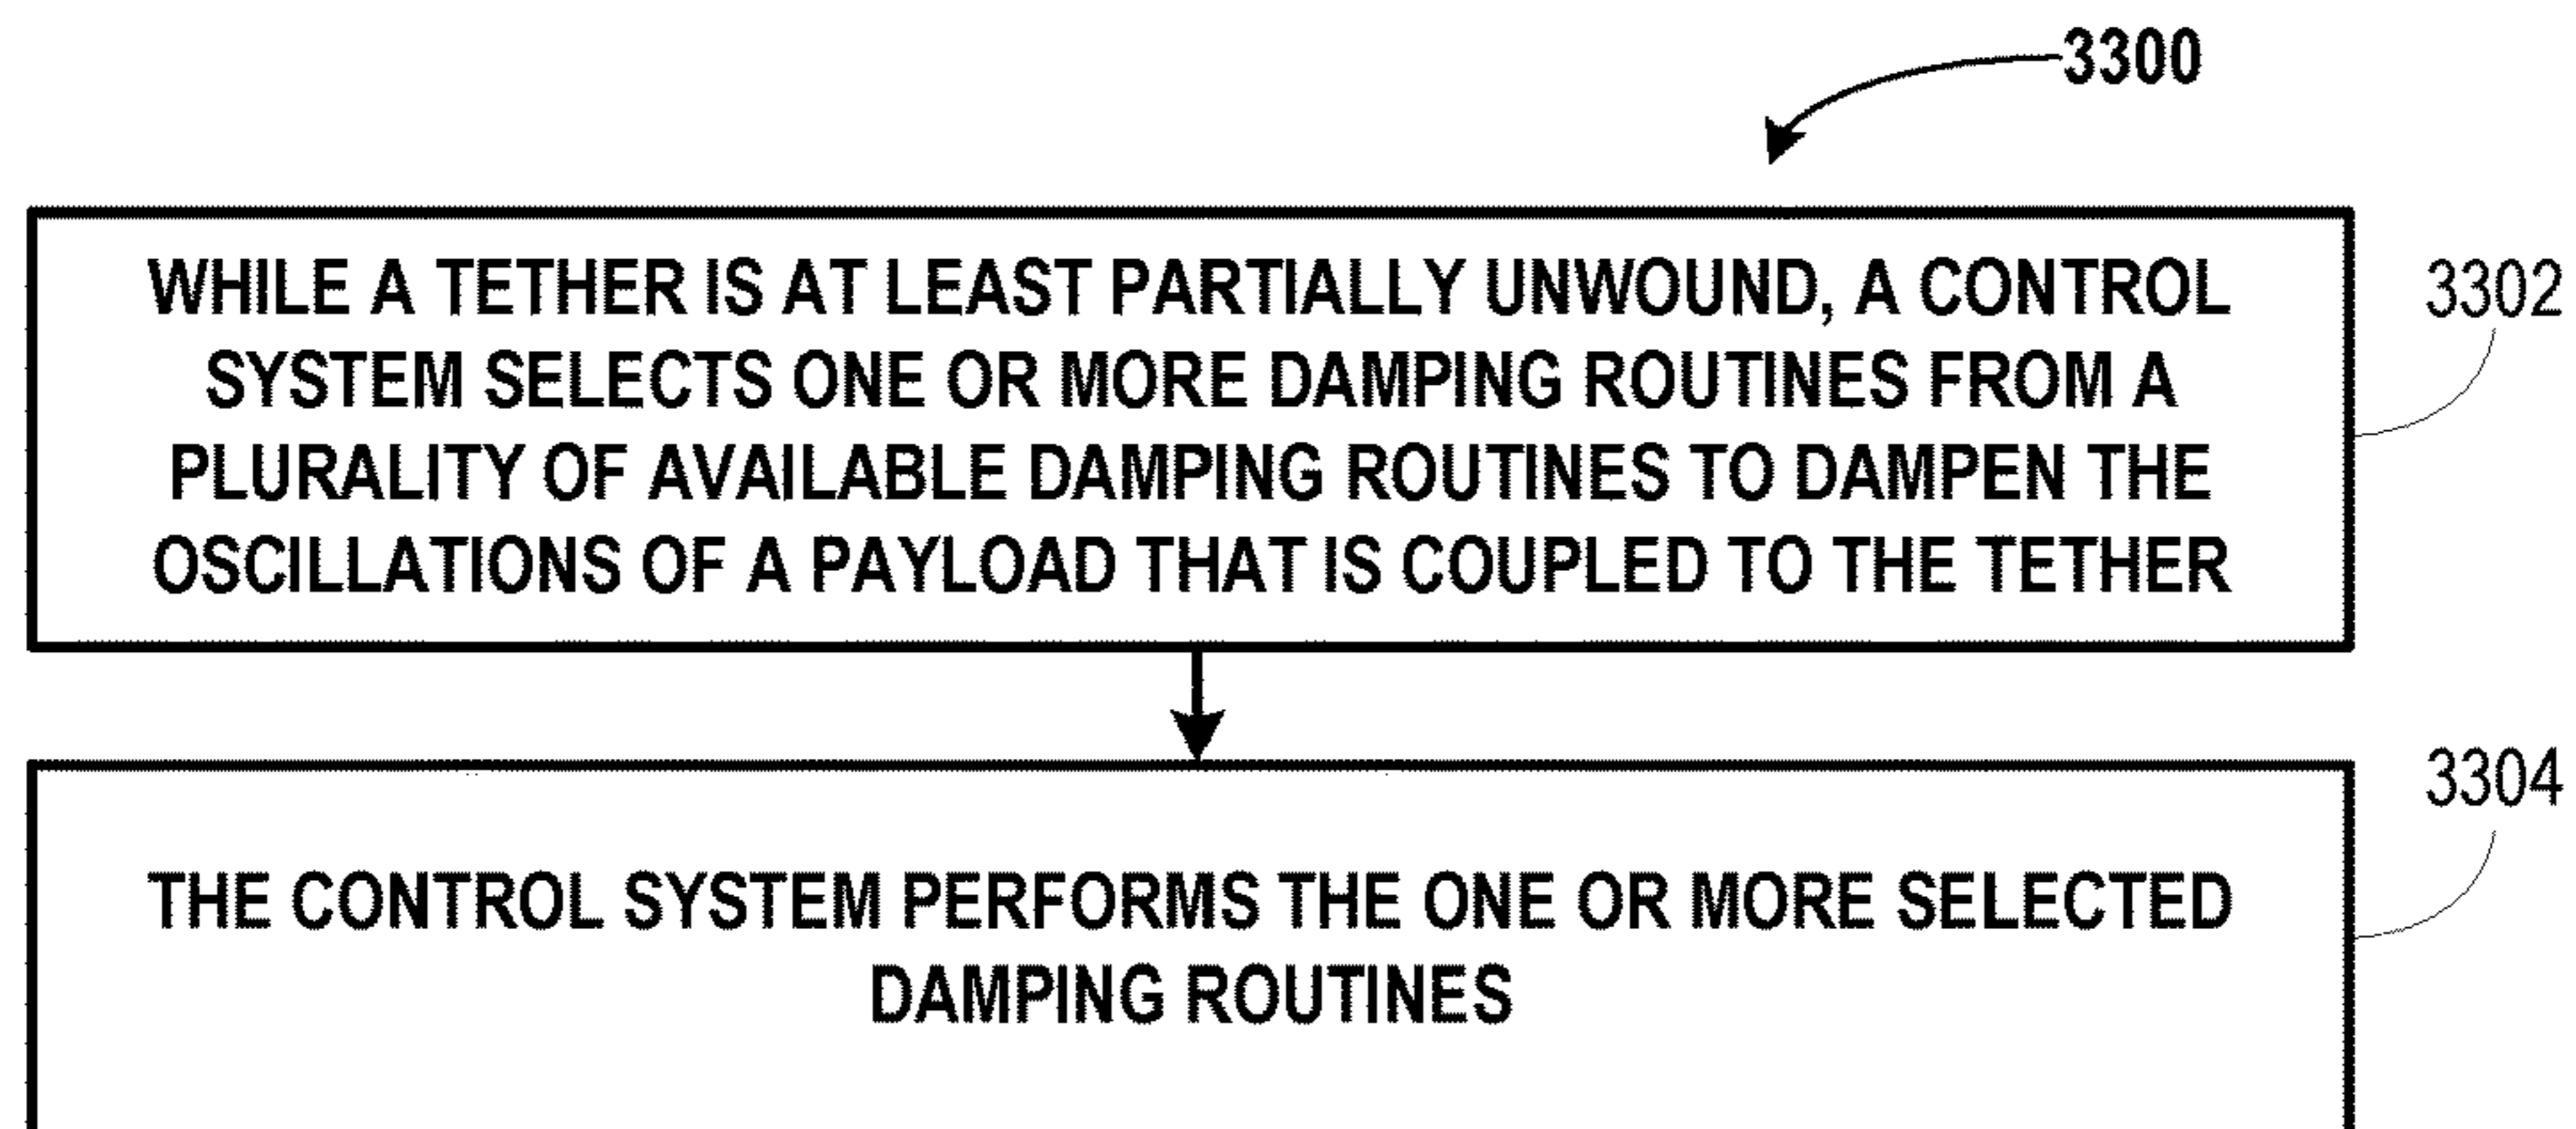 3300
WHILE A TETHER IS AT LEAST PARTIALLY UNWOUND, A CONTROL
SYSTEM SELECTS ONE OR MORE DAMPING ROUTINES FROM A
PLURALITY OF AVAILABLE DAMPING ROUTINES TO DAMPEN THE
OSCILLATIONS OF A PAYLOAD THAT IS COUPLED TO THE TETHER
3302
THE CONTROL SYSTEM PERFORMS THE ONE OR MORE SELECTED
DAMPING ROUTINES
3304